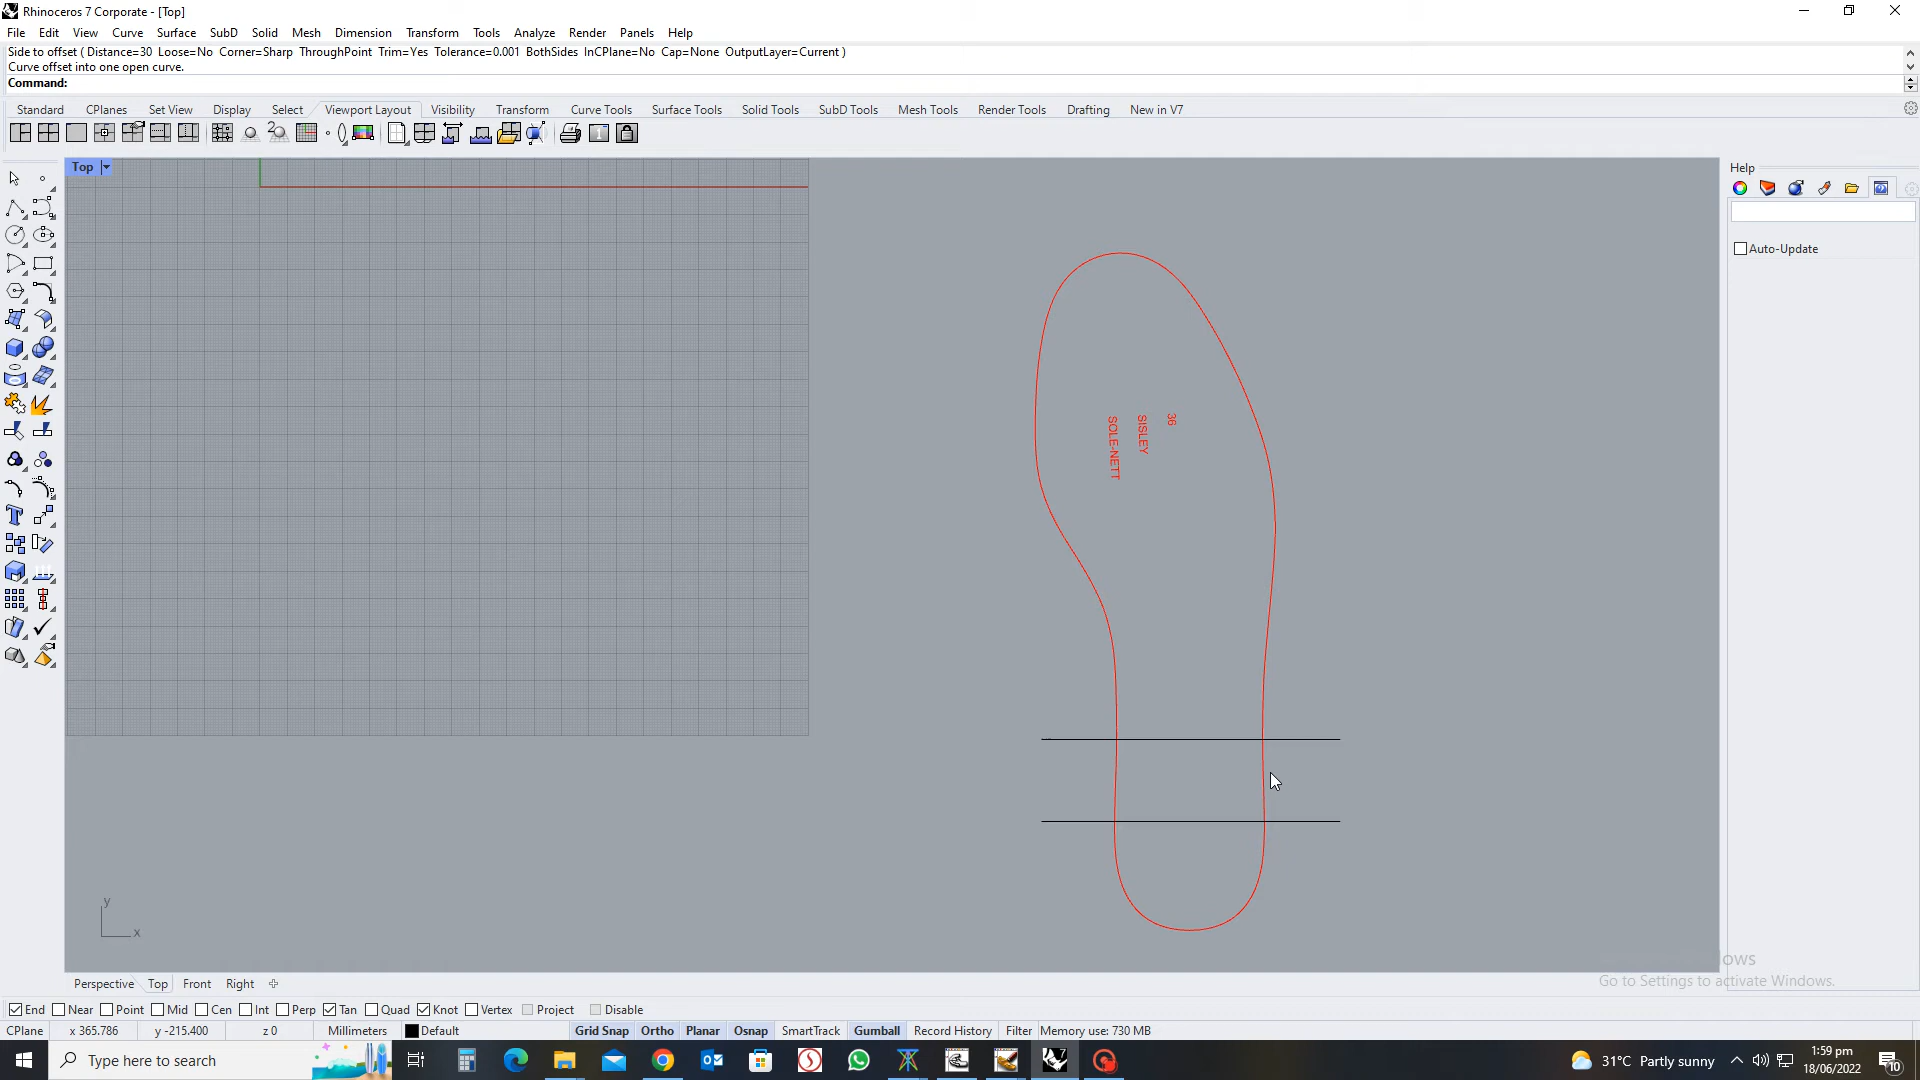 Rhinoceros 7 Corporate - [Top]
File Edit View Curve Surface SubD Solid Mesh Dimension Transform Tools Analyze Render Panels Help
Side to offset ( Distance=30 Loose=No Corner=Sharp ThroughPoint Trim=Yes Tolerance=0.001 BothSides InCPlane=No Cap=None OutputLayer=Current )
Curve offset into one open curve.
Command:
Standard CPlanes Set View Display Select Viewport Layout Visibility Transform Curve Tools Surface Tools Solid Tools SubD Tools Mesh Tools Render Tools Drafting New in V7
Top
Help
Auto-Update
36
SISLEY
SOLE-NETT
y
x
Go to Settings to activate Windows.
Perspective Top Front Right
End Near Point Mid Cen Int Perp Tan Quad Knot Vertex Project Disable
CPlane x 365.786 y -215.400 z 0 Millimeters Default Grid Snap Ortho Planar Osnap SmartTrack Gumball Record History Filter Memory use: 730 MB
Type here to search
31°C Partly sunny
1:59 pm
18/06/2022
10